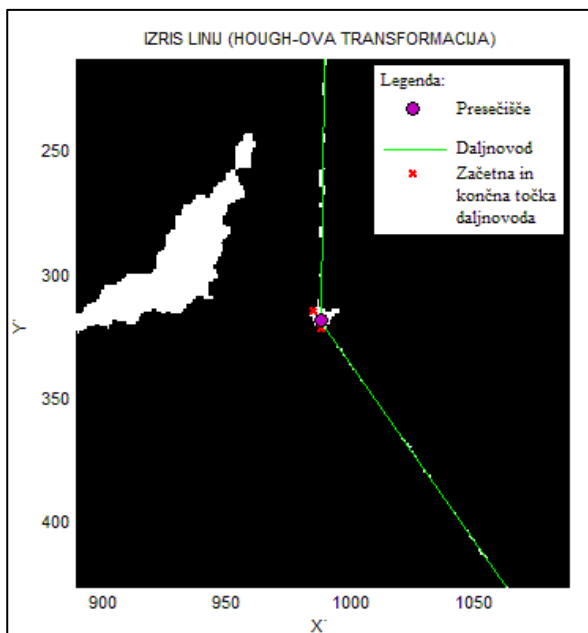 IZRIS LINIJ (HOUGH-OVA TRANSFORMACIJA)
Legenda:
Presečišče
Daljnovod
Začetna in
končna točka
daljnovoda
250
300
350
400
Y'
900
950
1000
1050
X'